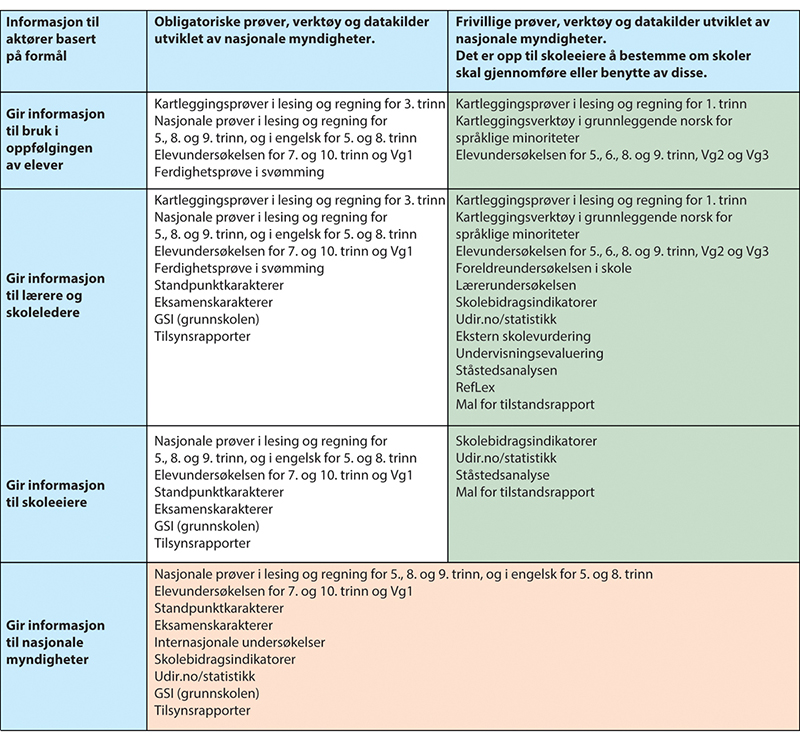 Informasjon til
aktører basert
på formål
Obligatoriske prøver, verktøy og datakilder
utviklet av nasjonale myndigheter.
Frivillige prøver, verktøy og datakilder utviklet av
nasjonale myndigheter.
Det er opp til skoleeiere å bestemme om skoler
skal gjennomføre eller benytte av disse.
Gir informasjon
til bruk i
oppfølgingen
av elever
Kartleggingsprøver i lesing og regning for 3. trinn
Nasjonale prøver i lesing og regning for
5., 8. og 9. trinn, og i engelsk for 5. og 8. trinn
Elevundersøkelsen for 7. og 10. trinn og Vg1
Ferdighetsprøve i svømming
Kartleggingsprøver i lesing og regning for 1. trinn
Kartleggingsverktøy i grunnleggende norsk for
språklige minoriteter
Elevundersøkelsen for 5., 6., 8. og 9. trinn, Vg2 og Vg3
Gir informasjon
til lærere og
skoleledere
Kartleggingsprøver i lesing og regning for 3. trinn
Nasjonale prøver i lesing og regning for
5., 8. og 9. trinn, og i engelsk for 5. og 8. trinn
Elevundersøkelsen for 7. og 10. trinn og Vg1
Ferdighetsprøve i svømming
Standpunktkarakterer
Eksamenskarakterer
GSI (grunnskolen)
Tilsynsrapporter
Kartleggingsprøver i lesing og regning for 1. trinn
Kartleggingsverktøy i grunnleggende norsk for
språklige minoriteter
Elevundersøkelsen for 5., 6., 8. og 9. trinn, Vg2 og Vg3
Foreldreundersøkelsen i skole
Lærerundersøkelsen
Skolebidragsindikatorer
Udir.no/statistikk
Ekstern skolevurdering
Undervisningsevaluering
Ståstedsanalysen
RefLex
Mal for tilstandsrapport
Gir informasjon
til skoleeiere
Nasjonale prøver i lesing og regning for
5., 8. og 9. trinn, og i engelsk for 5. og 8. trinn
Elevundersøkelsen for 7. og 10. trinn og Vg1
Standpunktkarakterer
Eksamenskarakterer
GSI (grunnskolen)
Tilsynsrapporter
Skolebidragsindikatorer
Udir.no/statistikk
Ståstedsanalyse
Mal for tilstandsrapport
Gir informasjon
til nasjonale
myndigheter
Nasjonale prøver i lesing og regning for 5., 8. og 9. trinn, og i engelsk for 5. og 8. trinn
Elevundersøkelsen for 7. og 10. trinn og Vg1
Standpunktkarakterer
Eksamenskarakterer
Internasjonale undersøkelser
Skolebidragsindikatorer
Udir.no/statistikk
GSI (grunnskolen)
Tilsynsrapporter